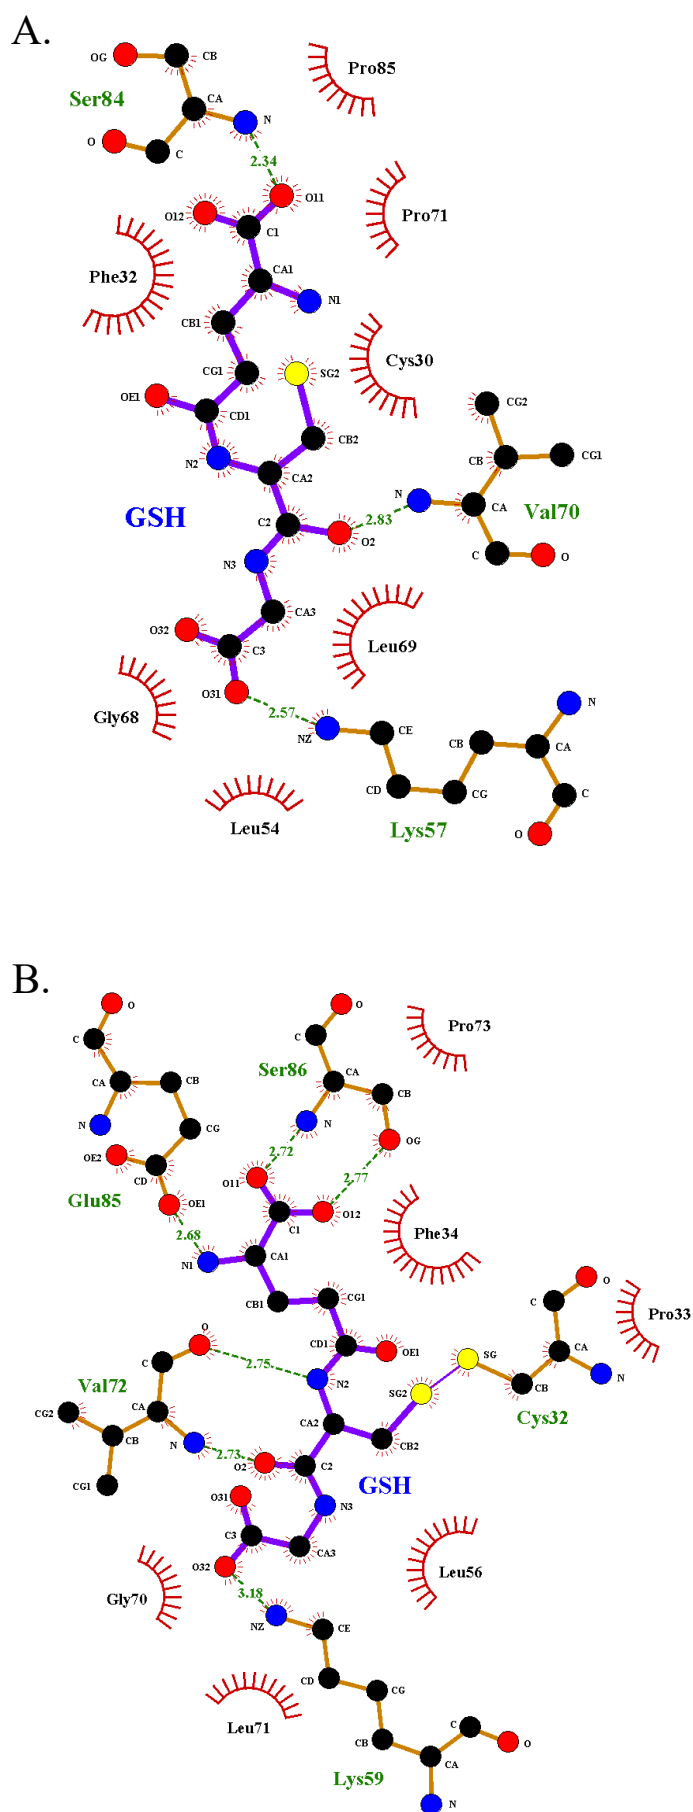 A.
OG
CB
Pro85
Ser84
CA
N
O
C
2.34
O12
O11
C1
Pro71
Phe32
CA1
N1
CB1
Cys30
CG1
SG2
OE1
CD1
CG2
CB2
CB
CG1
N2
CA2
N
CA
GSH
Val70
C2
2.83
O2
C
O
N3
CA3
O32
C3
Leu69
O31
Gly68
2.57
N
NZ
CE
CB
CA
CD
CG
C
Leu54
Lys57
O
B.
O
O
C
C
Pro73
Ser86
CA
CB
CA
CB
N
CG
N
OE2
OG
CD
2.72
2.77
Glu85
OE1
O11
O12
C1
Phe34
2.68
N1
CA1
O
CB1
CG1
C
Pro33
O
CD1
OE1
SG
CA
C
2.75
N2
N
Val72
SG2
CB
Cys32
CG2
CA
CA2
CB
N
CB2
2.73
O2
C2
GSH
CG1
O31
N3
C3
CA3
O32
Leu56
Gly70
3.18
NZ
CE
CD
CG
Leu71
C
O
CB
CA
Lys59
N